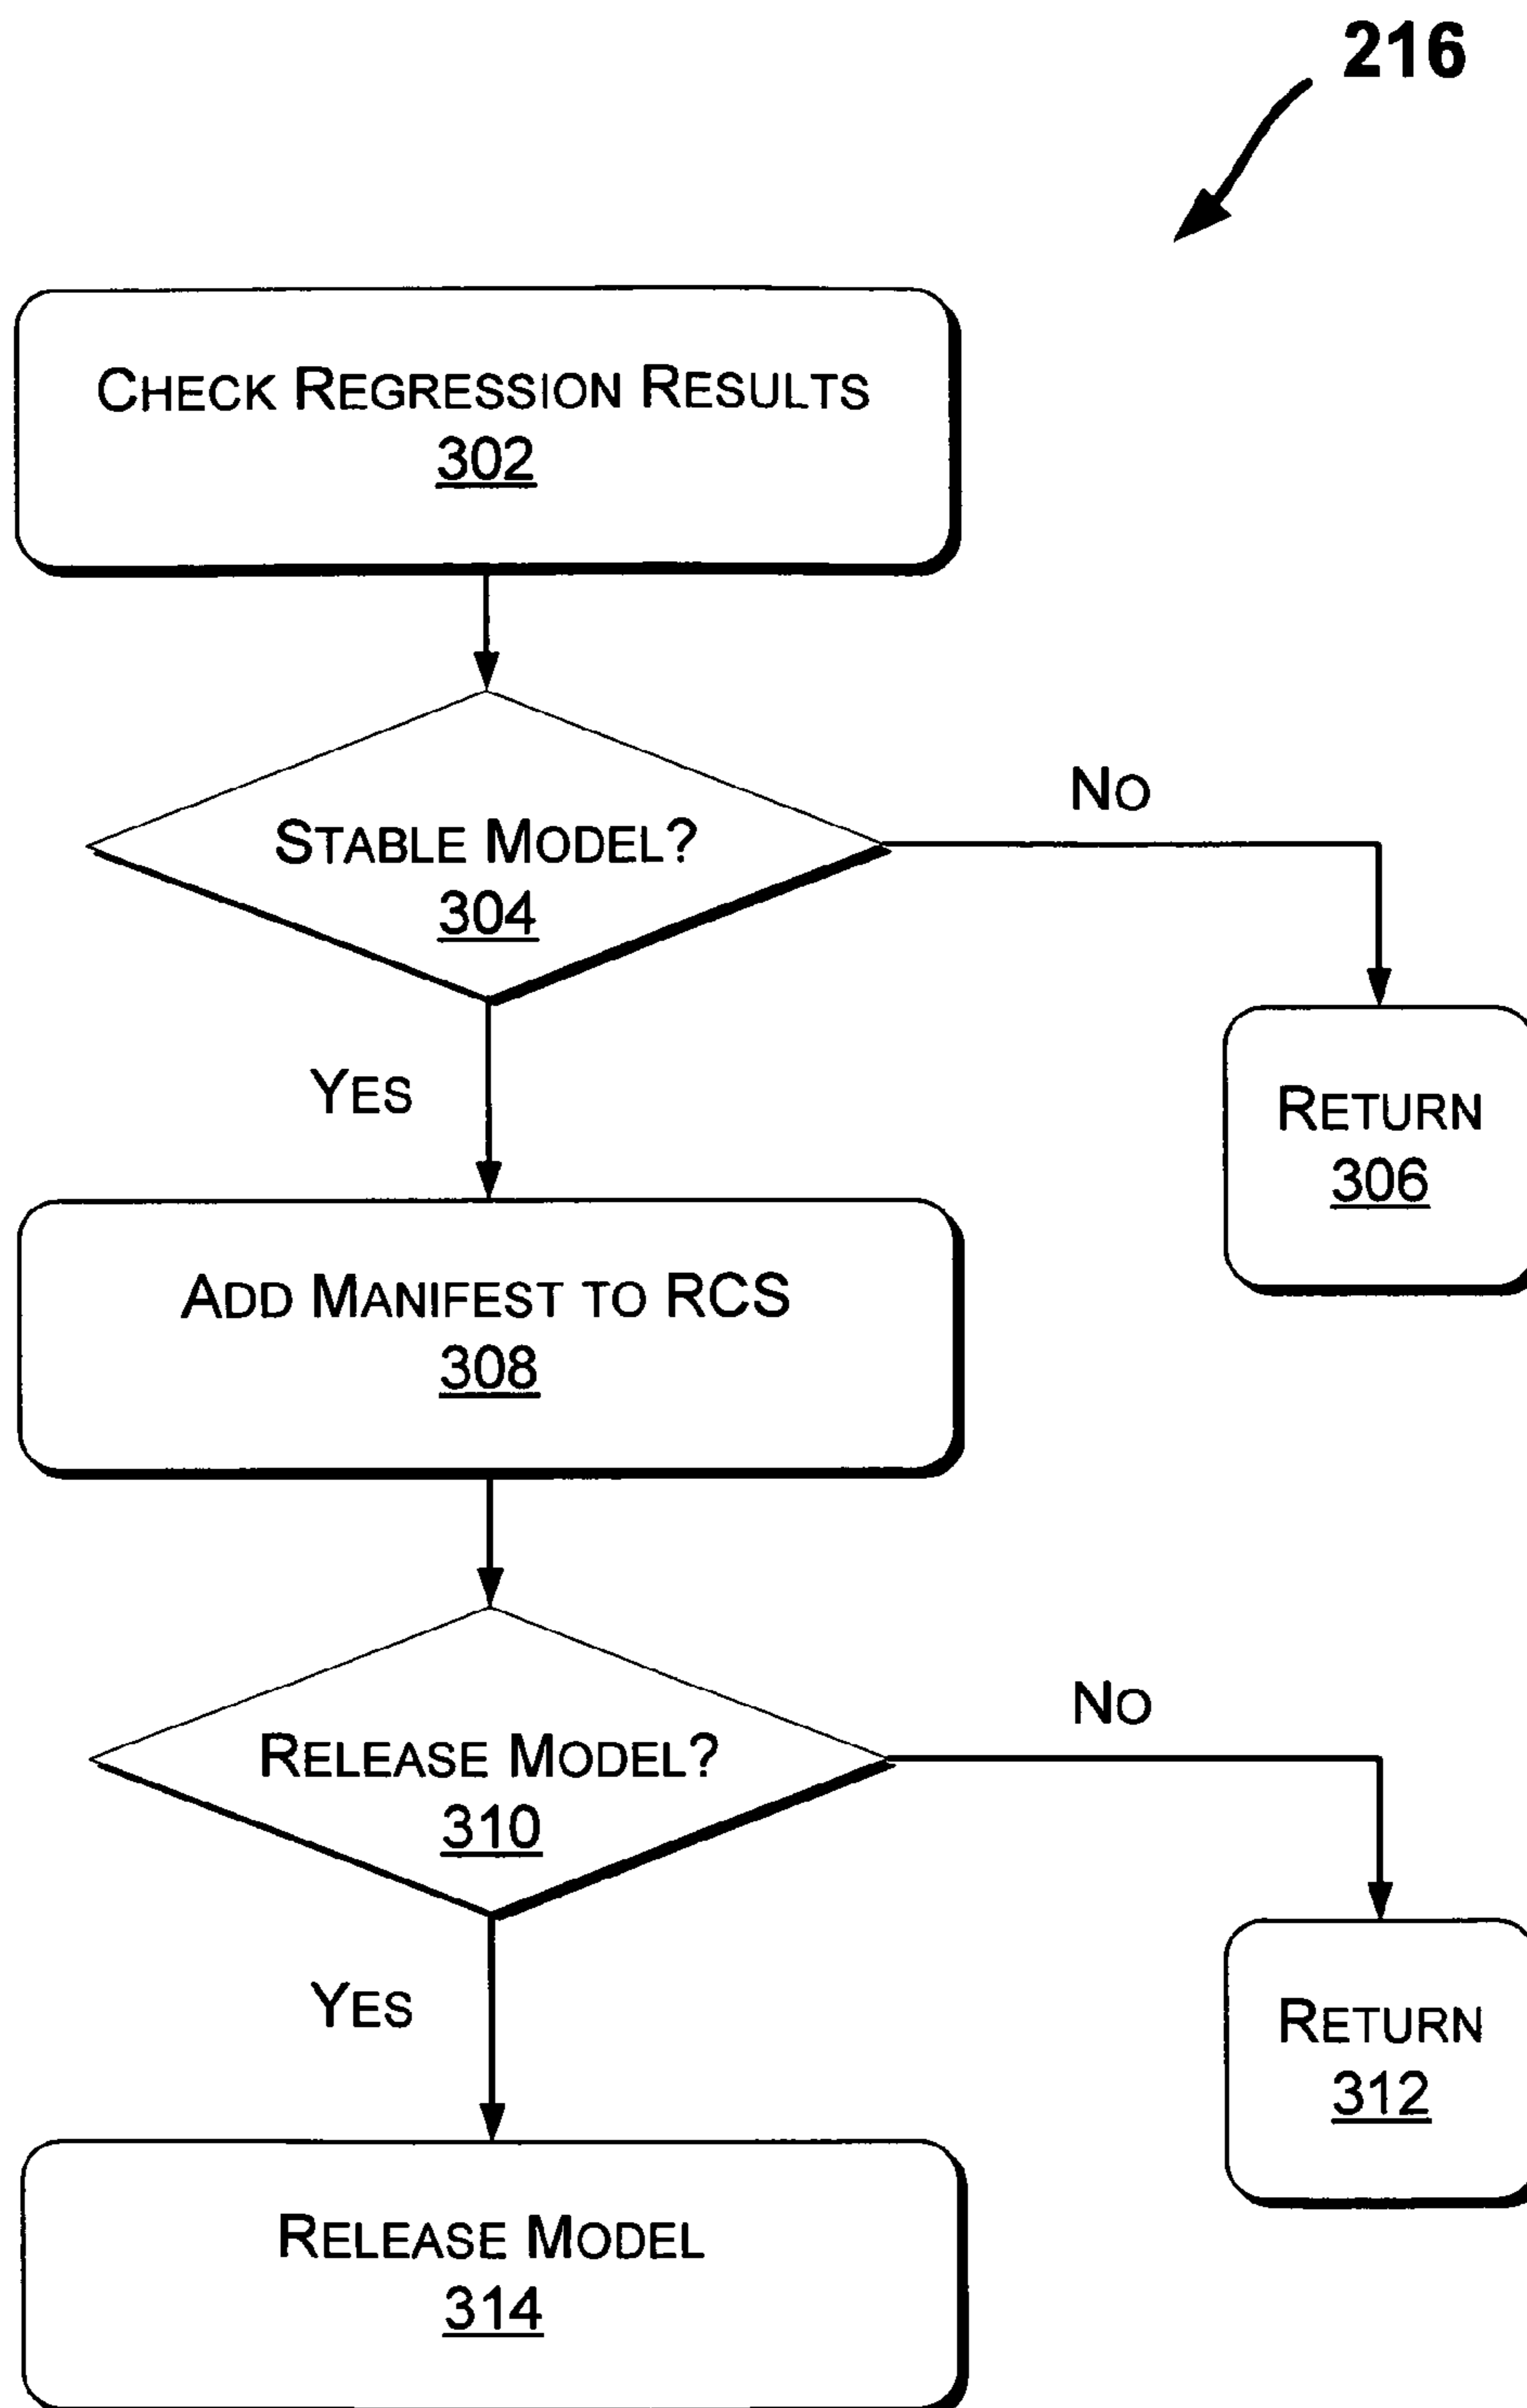 216
CHECK REGRESSION RESULTS
302
STABLE MODEL?
304
NO
YES
RETURN
306
ADD MANIFEST TO RCS
308
RELEASE MODEL?
310
NO
YES
RETURN
312
RELEASE MODEL
314